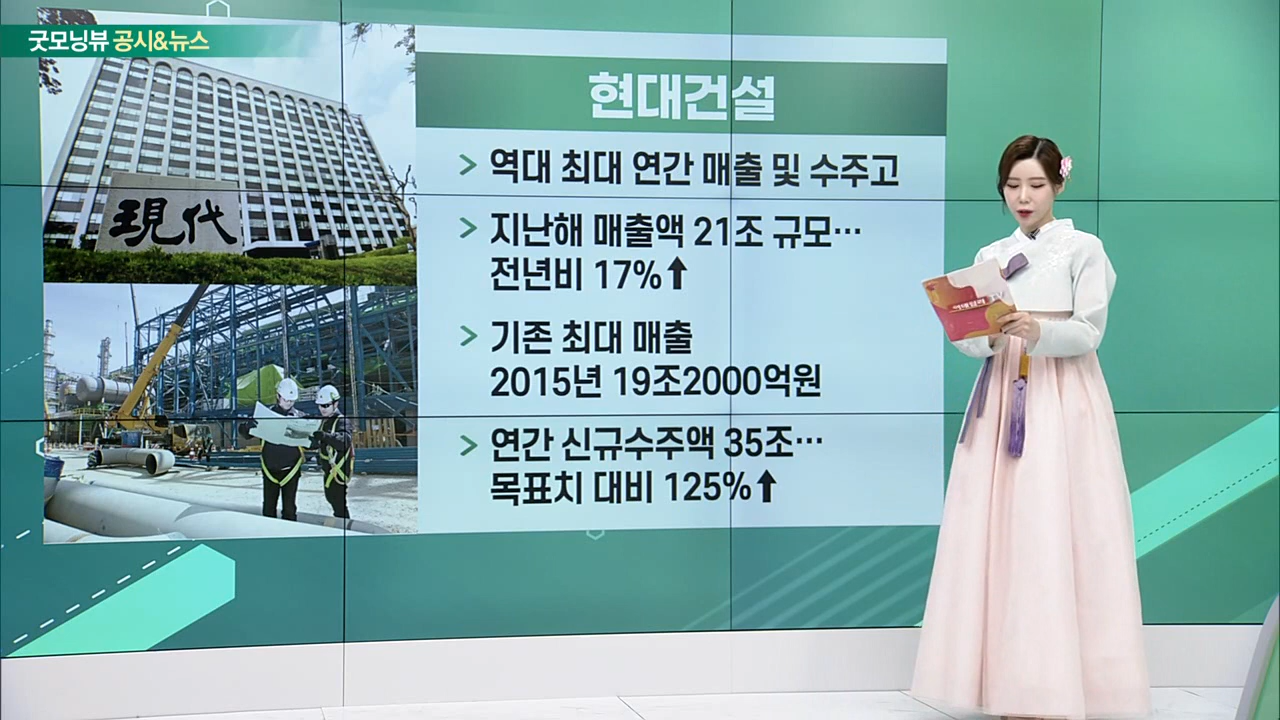 굿모닝뷰 공시&뉴스
현대건설
역대 최대 연간 매출 및 수주고
지난해 매출액 21조 규모…
전년비 17%⬆
기존 최대 매출
2015년 19조2000억원
연간 신규수주액 35조…
목표치 대비 125%⬆
現代